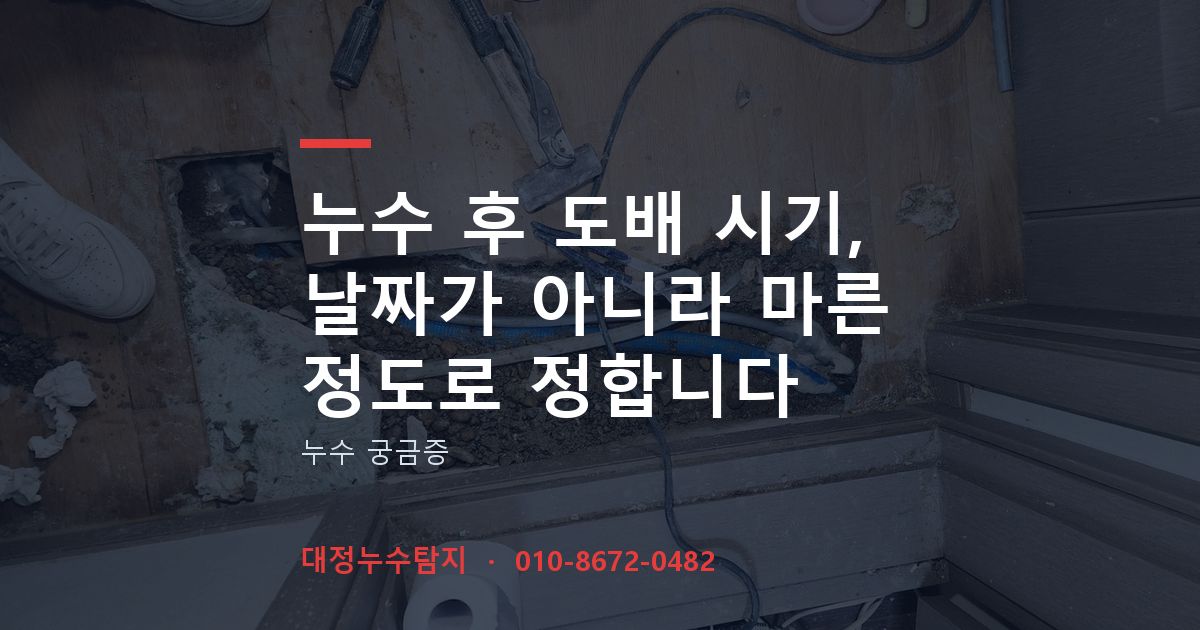 누수 후 도배 시기,
날짜가 아니라 마른
정도로 정합니다
누수 궁금증
대정누수탐지 · 010-8672-0482